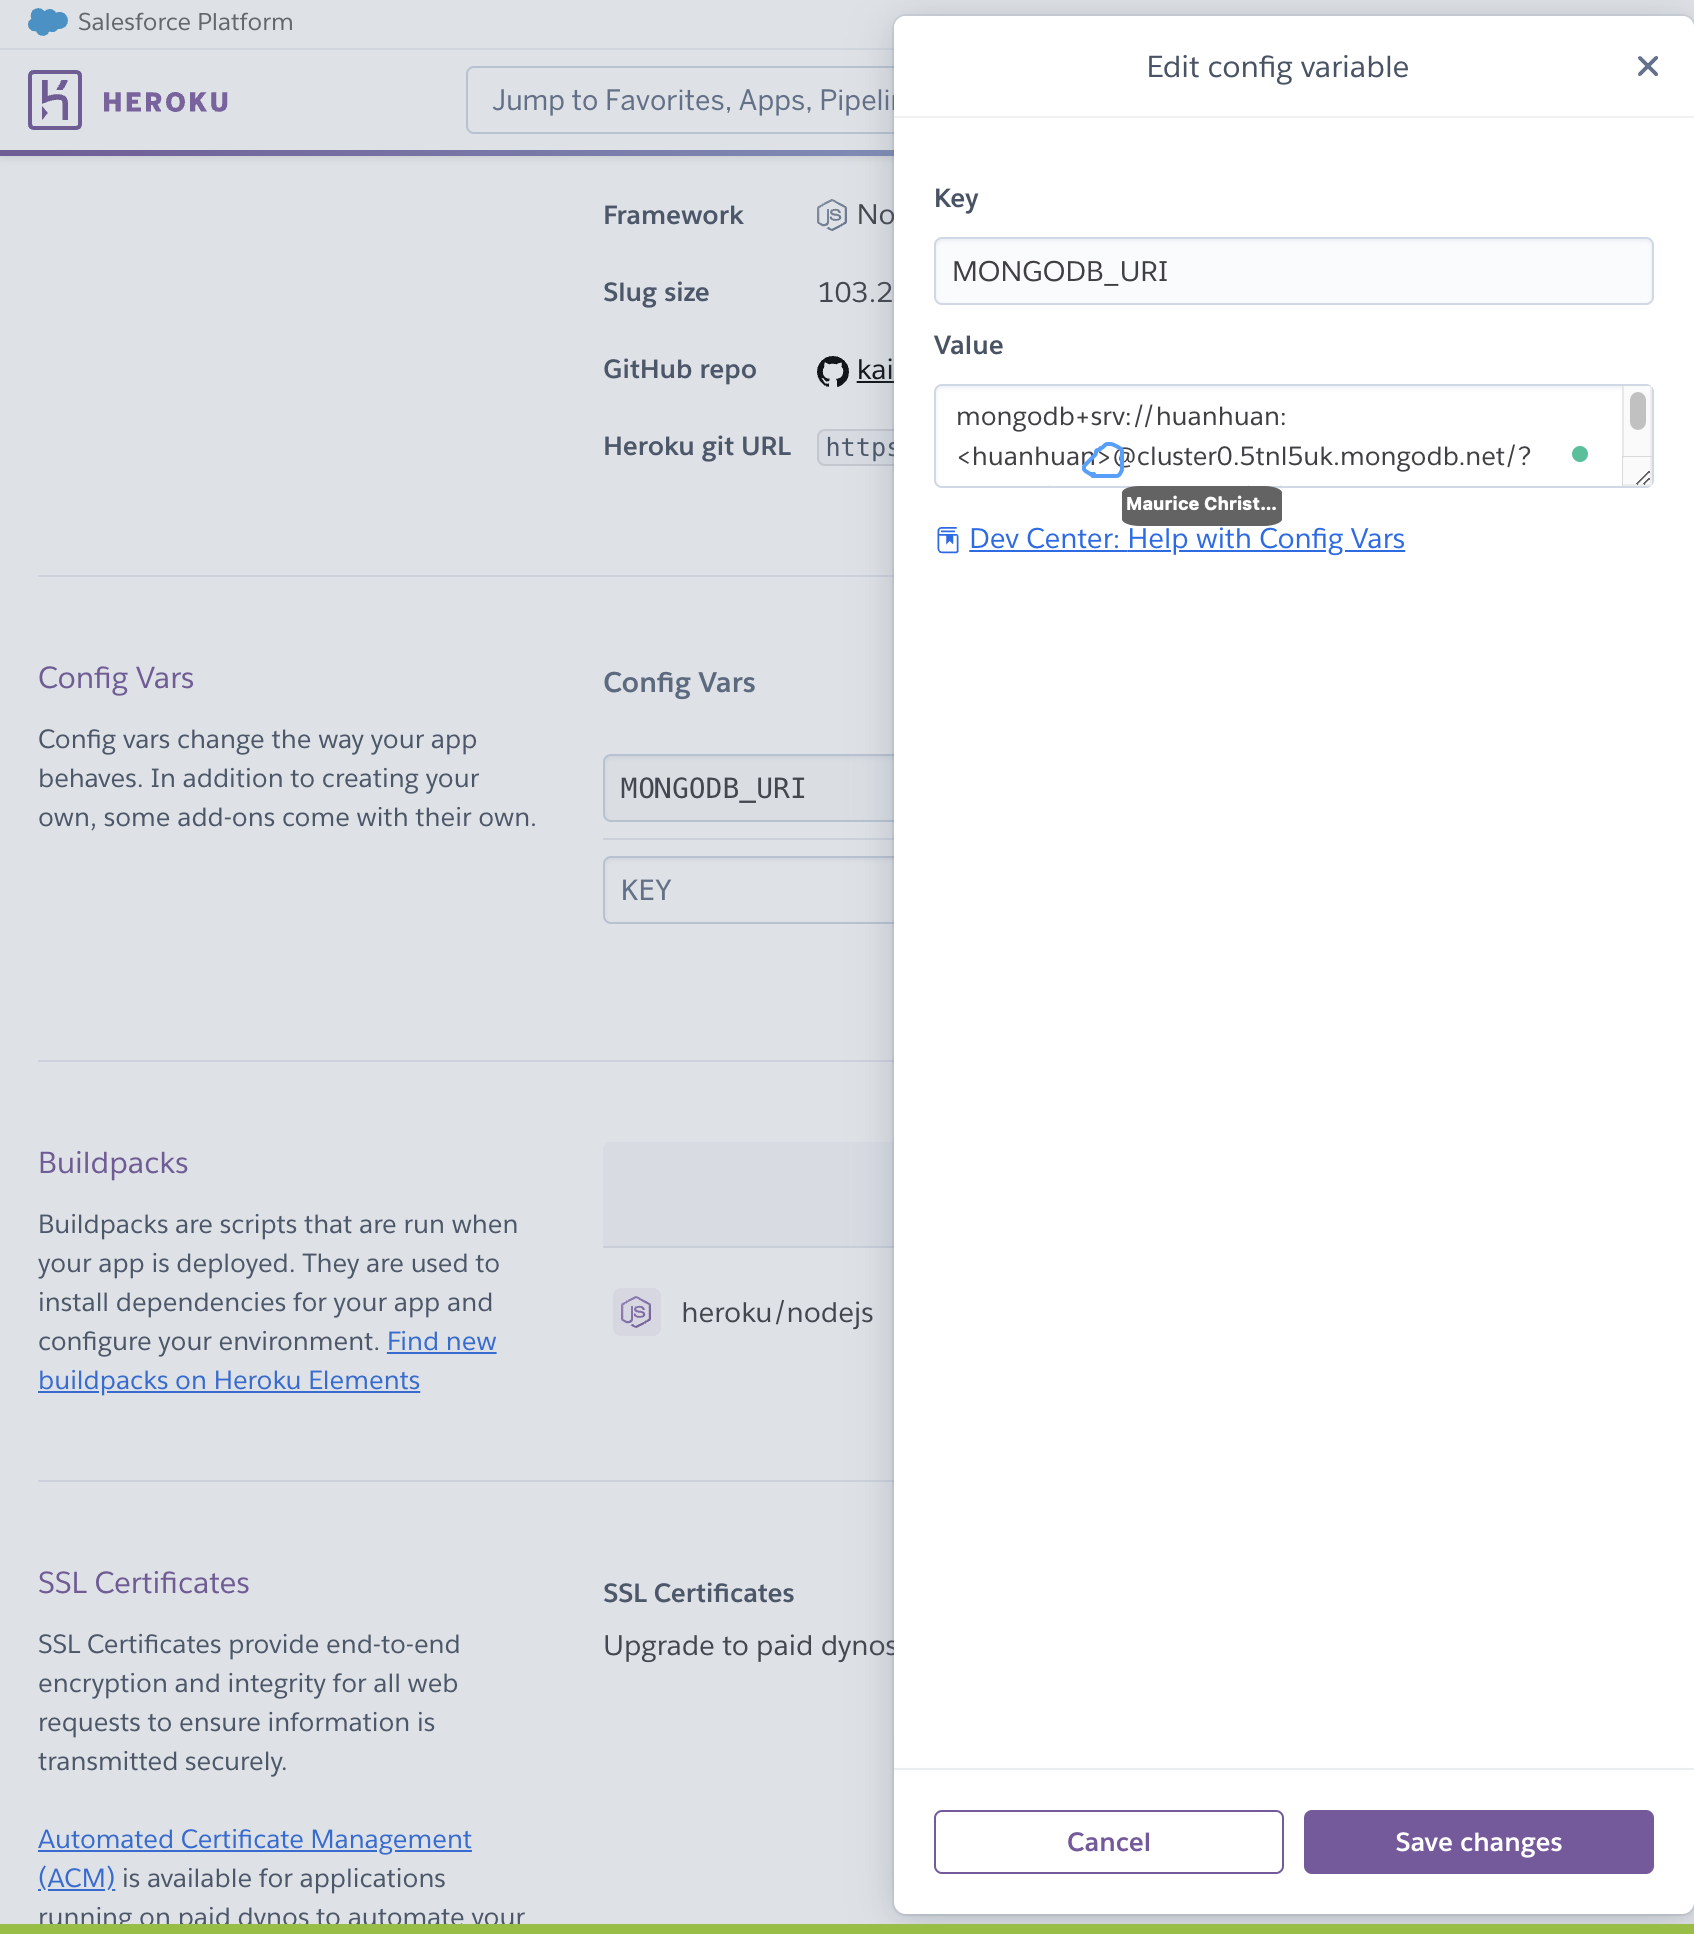 Salesforce Platform
HEROKU
Jump to Favorites, Apps, Pipeli
Framework
No
Slug size
103.2
GitHub repo
kai
Heroku git URL
https
Config Vars
Config vars change the way your app
behaves. In addition to creating your
own, some add-ons come with their own.
Config Vars
MONGODB_URI
KEY
Buildpacks
Buildpacks are scripts that are run when
your app is deployed. They are used to
install dependencies for your app and
configure your environment. Find new
buildpacks on Heroku Elements
heroku/nodejs
SSL Certificates
SSL Certificates provide end-to-end
encryption and integrity for all web
requests to ensure information is
transmitted securely.
Automated Certificate Management
(ACM) is available for applications
running on paid dynos to automate your
SSL Certificates
Upgrade to paid dynos
Edit config variable
Key
MONGODB_URI
Value
mongodb+srv://huanhuan:
<huanhuan>@cluster0.5tnl5uk.mongodb.net/?
Maurice Christ...
Dev Center: Help with Config Vars
Cancel
Save changes